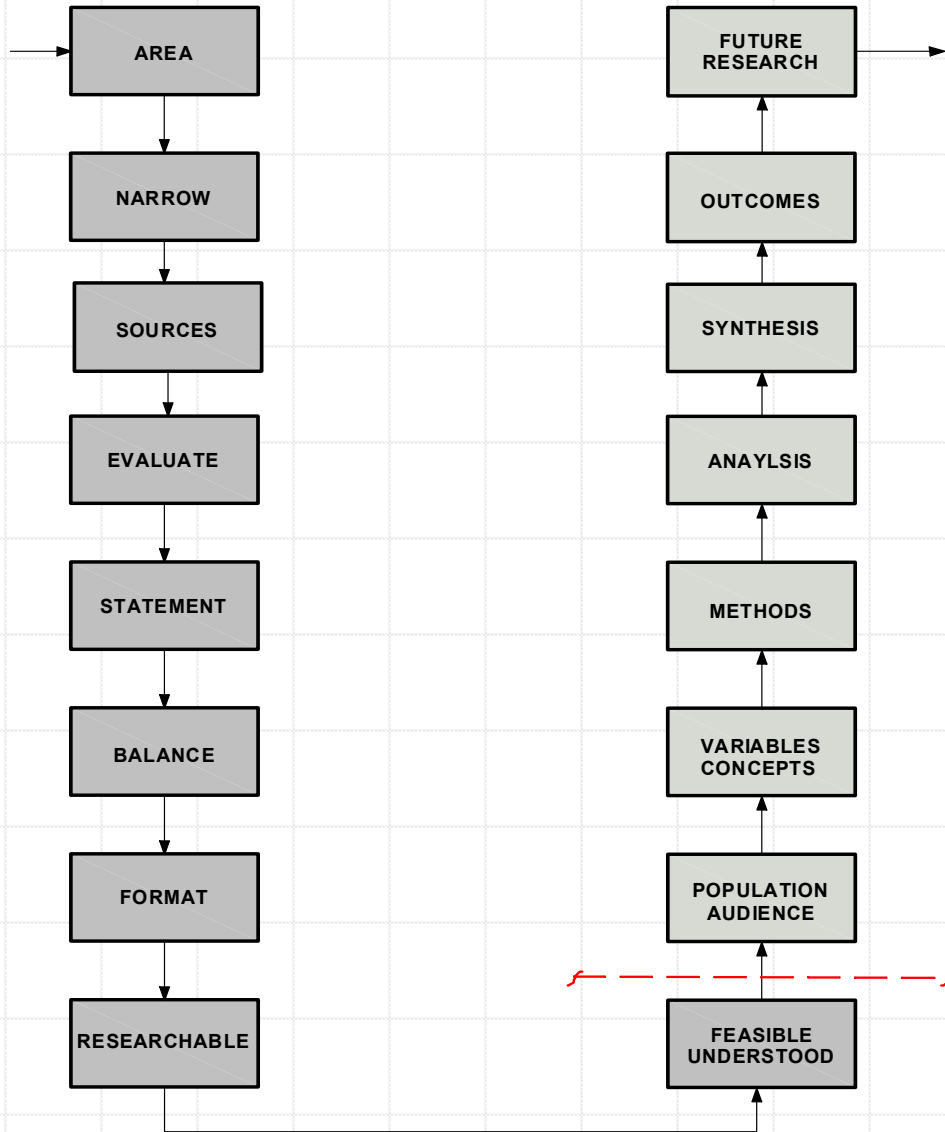 AREA
NARROW
SOURCES
EVALUATE
STATEMENT
BALANCE
FORMAT
RESEARCHABLE
FEASIBLE
UNDERSTOOD
POPULATION
AUDIENCE
VARIABLES
CONCEPTS
METHODS
ANAYLSIS
SYNTHESIS
OUTCOMES
FUTURE
RESEARCH